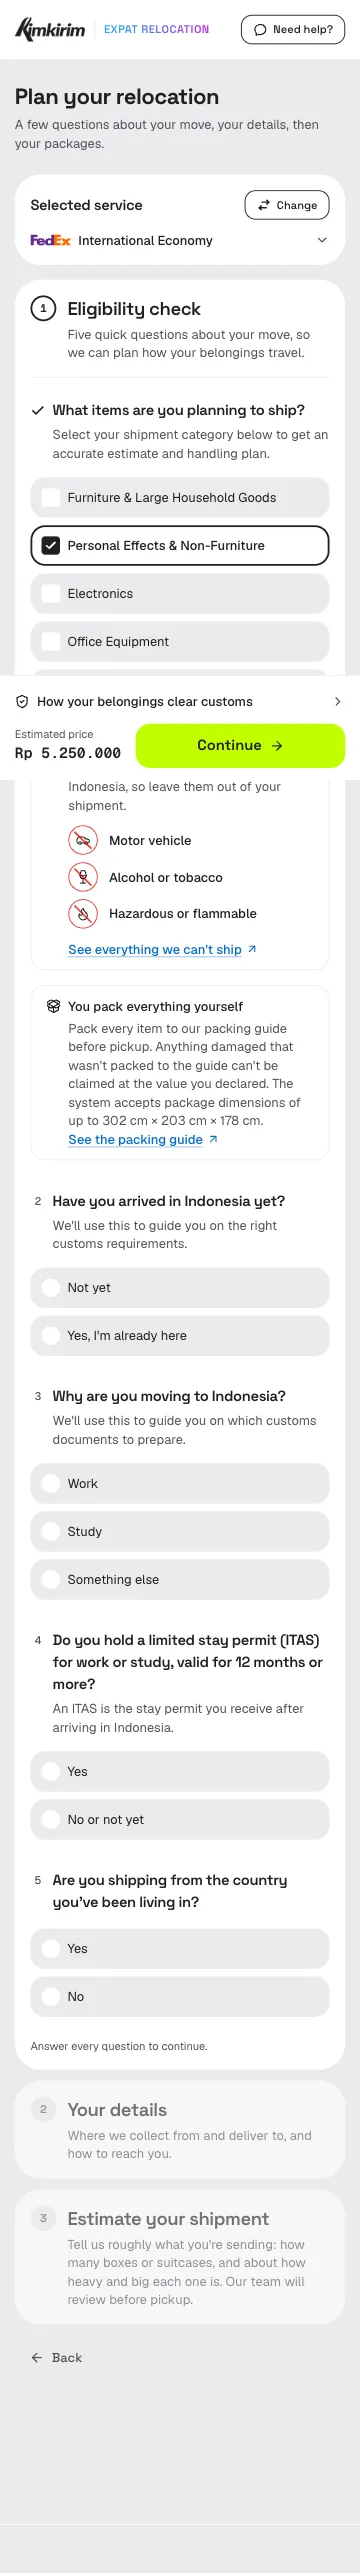 Kimkirim
EXPAT RELOCATION
Need help?
Plan your relocation
A few questions about your move, your details, then
your packages.
Selected service
Change
FedEx International Economy
1
Eligibility check
Five quick questions about your move, so
we can plan how your belongings travel.
What items are you planning to ship?
Select your shipment category below to get an
accurate estimate and handling plan.
Furniture & Large Household Goods
Personal Effects & Non-Furniture
Electronics
Office Equipment
How your belongings clear customs
Estimated price
Rp 5.250.000
Continue
Indonesia, so leave them out of your
shipment.
Motor vehicle
Alcohol or tobacco
Hazardous or flammable
See everything we can't ship
You pack everything yourself
Pack every item to our packing guide
before pickup. Anything damaged that
wasn't packed to the guide can't be
claimed at the value you declared. The
system accepts package dimensions of
up to 302 cm × 203 cm × 178 cm.
See the packing guide
2 Have you arrived in Indonesia yet?
We'll use this to guide you on the right
customs requirements.
Not yet
Yes, I'm already here
3 Why are you moving to Indonesia?
We'll use this to guide you on which customs
documents to prepare.
Work
Study
Something else
4 Do you hold a limited stay permit (ITAS)
for work or study, valid for 12 months or
more?
An ITAS is the stay permit you receive after
arriving in Indonesia.
Yes
No or not yet
5 Are you shipping from the country
you've been living in?
Yes
No
Answer every question to continue.
2
Your details
Where we collect from and deliver to, and
how to reach you.
3
Estimate your shipment
Tell us roughly what you're sending: how
many boxes or suitcases, and about how
heavy and big each one is. Our team will
review before pickup.
Back